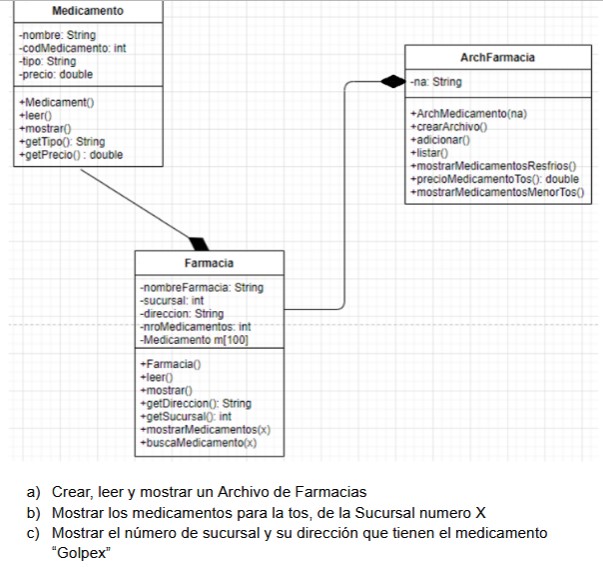 Medicamento
-nombre: String
-codMedicamento: int
-tipo: String
-precio: double
+Medicament()
+leer()
+mostrar()
+getTipo(): String
+getPrecio() : double
ArchFarmacia
-na: String
+ArchMedicamento(na)
+crearArchivo()
+adicionar()
+listar()
+mostrarMedicamentosResfrios()
+precioMedicamentoTos(): double
+mostrarMedicamentosMenorTos()
Farmacia
-nombreFarmacia: String
-sucursal: int
-direccion: String
-nroMedicamentos: int
-Medicamento m[100]
+Farmacia()
+leer()
+mostrar()
+getDireccion(): String
+getSucursal(): int
+mostrarMedicamentos(x)
+buscaMedicamento(x)
a) Crear, leer y mostrar un Archivo de Farmacias
b) Mostrar los medicamentos para la tos, de la Sucursal numero X
c) Mostrar el número de sucursal y su dirección que tienen el medicamento
“Golpex”